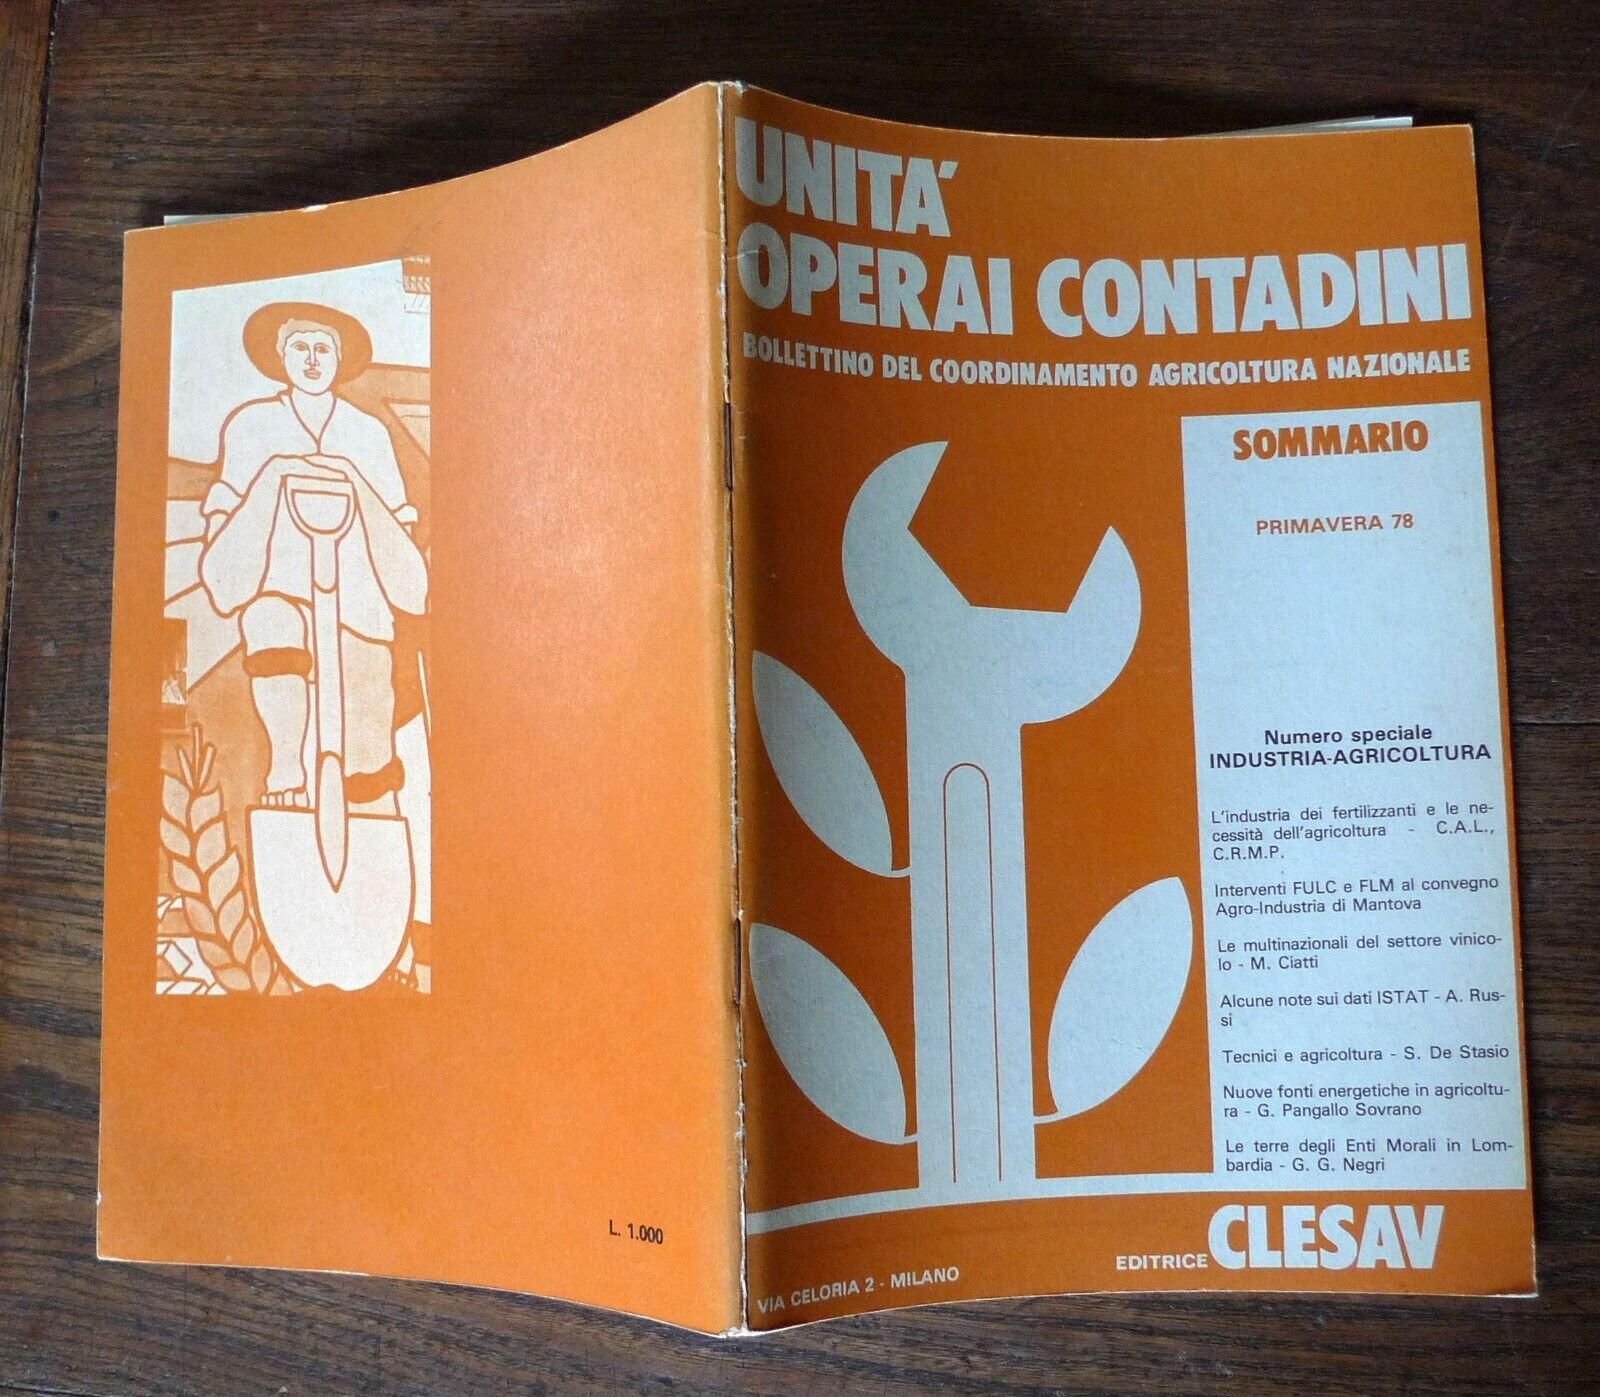 UNITA'
OPERAI CONTADINI
BOLLETTINO DEL COORDINAMENTO AGRICOLTURA NAZIONALE
SOMMARIO
PRIMAVERA 78
Numero speciale
INDUSTRIA-AGRICOLTURA
L'industria dei fertilizzanti e le ne-
cessità dell'agricoltura - C.A.L.,
C.R.M.P.
Interventi FULC e FLM al convegno
Agro-Industria di Mantova
Le multinazionali del settore vinico-
lo - M. Ciatti
Alcune note sui dati ISTAT - A. Rus-
si
Tecnici e agricoltura - S. De Stasio
Nuove fonti energetiche in agricoltu-
ra - G. Pangallo Sovrano
Le terre degli Enti Morali in Lom-
bardia - G. G. Negri
EDITRICE CLESAV
VIA CELORIA 2 - MILANO
L. 1.000